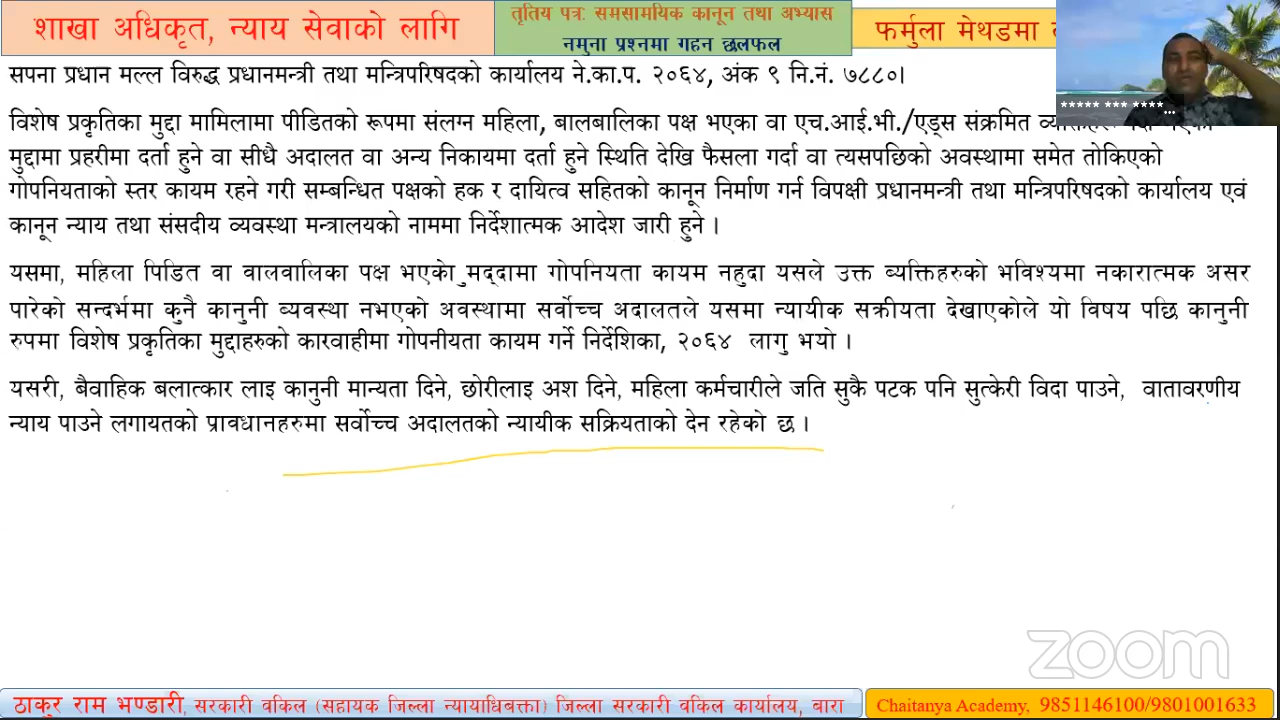 शाखा अधिकृत, न्याय सेवाको लागि
तृतिय पत्र: समसामयिक कानून तथा अभ्यास
नमुना प्रश्नमा गहन छलफल
फर्मुला मेथडमा
सपना प्रधान मल्ल विरुद्ध प्रधानमन्त्री तथा मन्त्रिपरिषदको कार्यालय ने.का.प. २०६४, अंक ९ नि.नं. ७८८०।
***** *** ****...
विशेष प्रकृतिका मुद्दा मामिलामा पीडितको रूपमा संलग्न महिला, बालबालिका पक्ष भएका वा एच.आई.भी./एड्स संक्रमित
मुद्दामा प्रहरीमा दर्ता हुने वा सीधै अदालत वा अन्य निकायमा दर्ता हुने स्थिति देखि फैसला गर्दा वा त्यसपछिको अवस्थामा समेत तोकिएको
गोपनियताको स्तर कायम रहने गरी सम्बन्धित पक्षको हक र दायित्व सहितको कानून निर्माण गर्न विपक्षी प्रधानमन्त्री तथा मन्त्रिपरिषदको कार्यालय एवं
कानून न्याय तथा संसदीय व्यवस्था मन्त्रालयको नाममा निर्देशात्मक आदेश जारी हुने ।
यसमा, महिला पिडित वा वालवालिका पक्ष भएकाे मुद्दामा गोपनियता कायम नहुदा यसले उक्त ब्यक्तिहरुको भविश्यमा नकारात्मक असर
पारेको सन्दर्भमा कुनै कानुनी ब्यवस्था नभएको अवस्थामा सर्वोच्च अदालतले यसमा न्यायीक सक्रीयता देखाएकोले यो विषय पछि कानुनी
रुपमा विशेष प्रकृतिका मुद्दाहरुको कारवाहीमा गोपनीयता कायम गर्ने निर्देशिका, २०६४ लागु भयो ।
यसरी, बैवाहिक बलात्कार लाइ कानुनी मान्यता दिने, छोरीलाइ अश दिने, महिला कर्मचारीले जति सुकै पटक पनि सुत्केरी विदा पाउने, वातावरणीय
न्याय पाउने लगायतको प्रावधानहरुमा सर्वोच्च अदालतको न्यायीक सक्रियताको देन रहेको छ ।
zoom
ठाकुर राम भण्डारी, सरकारी वकिल (सहायक जिल्ला न्यायाधिबक्ता) जिल्ला सरकारी वकिल कार्यालय, बारा
Chaitanya Academy, 9851146100/9801001633